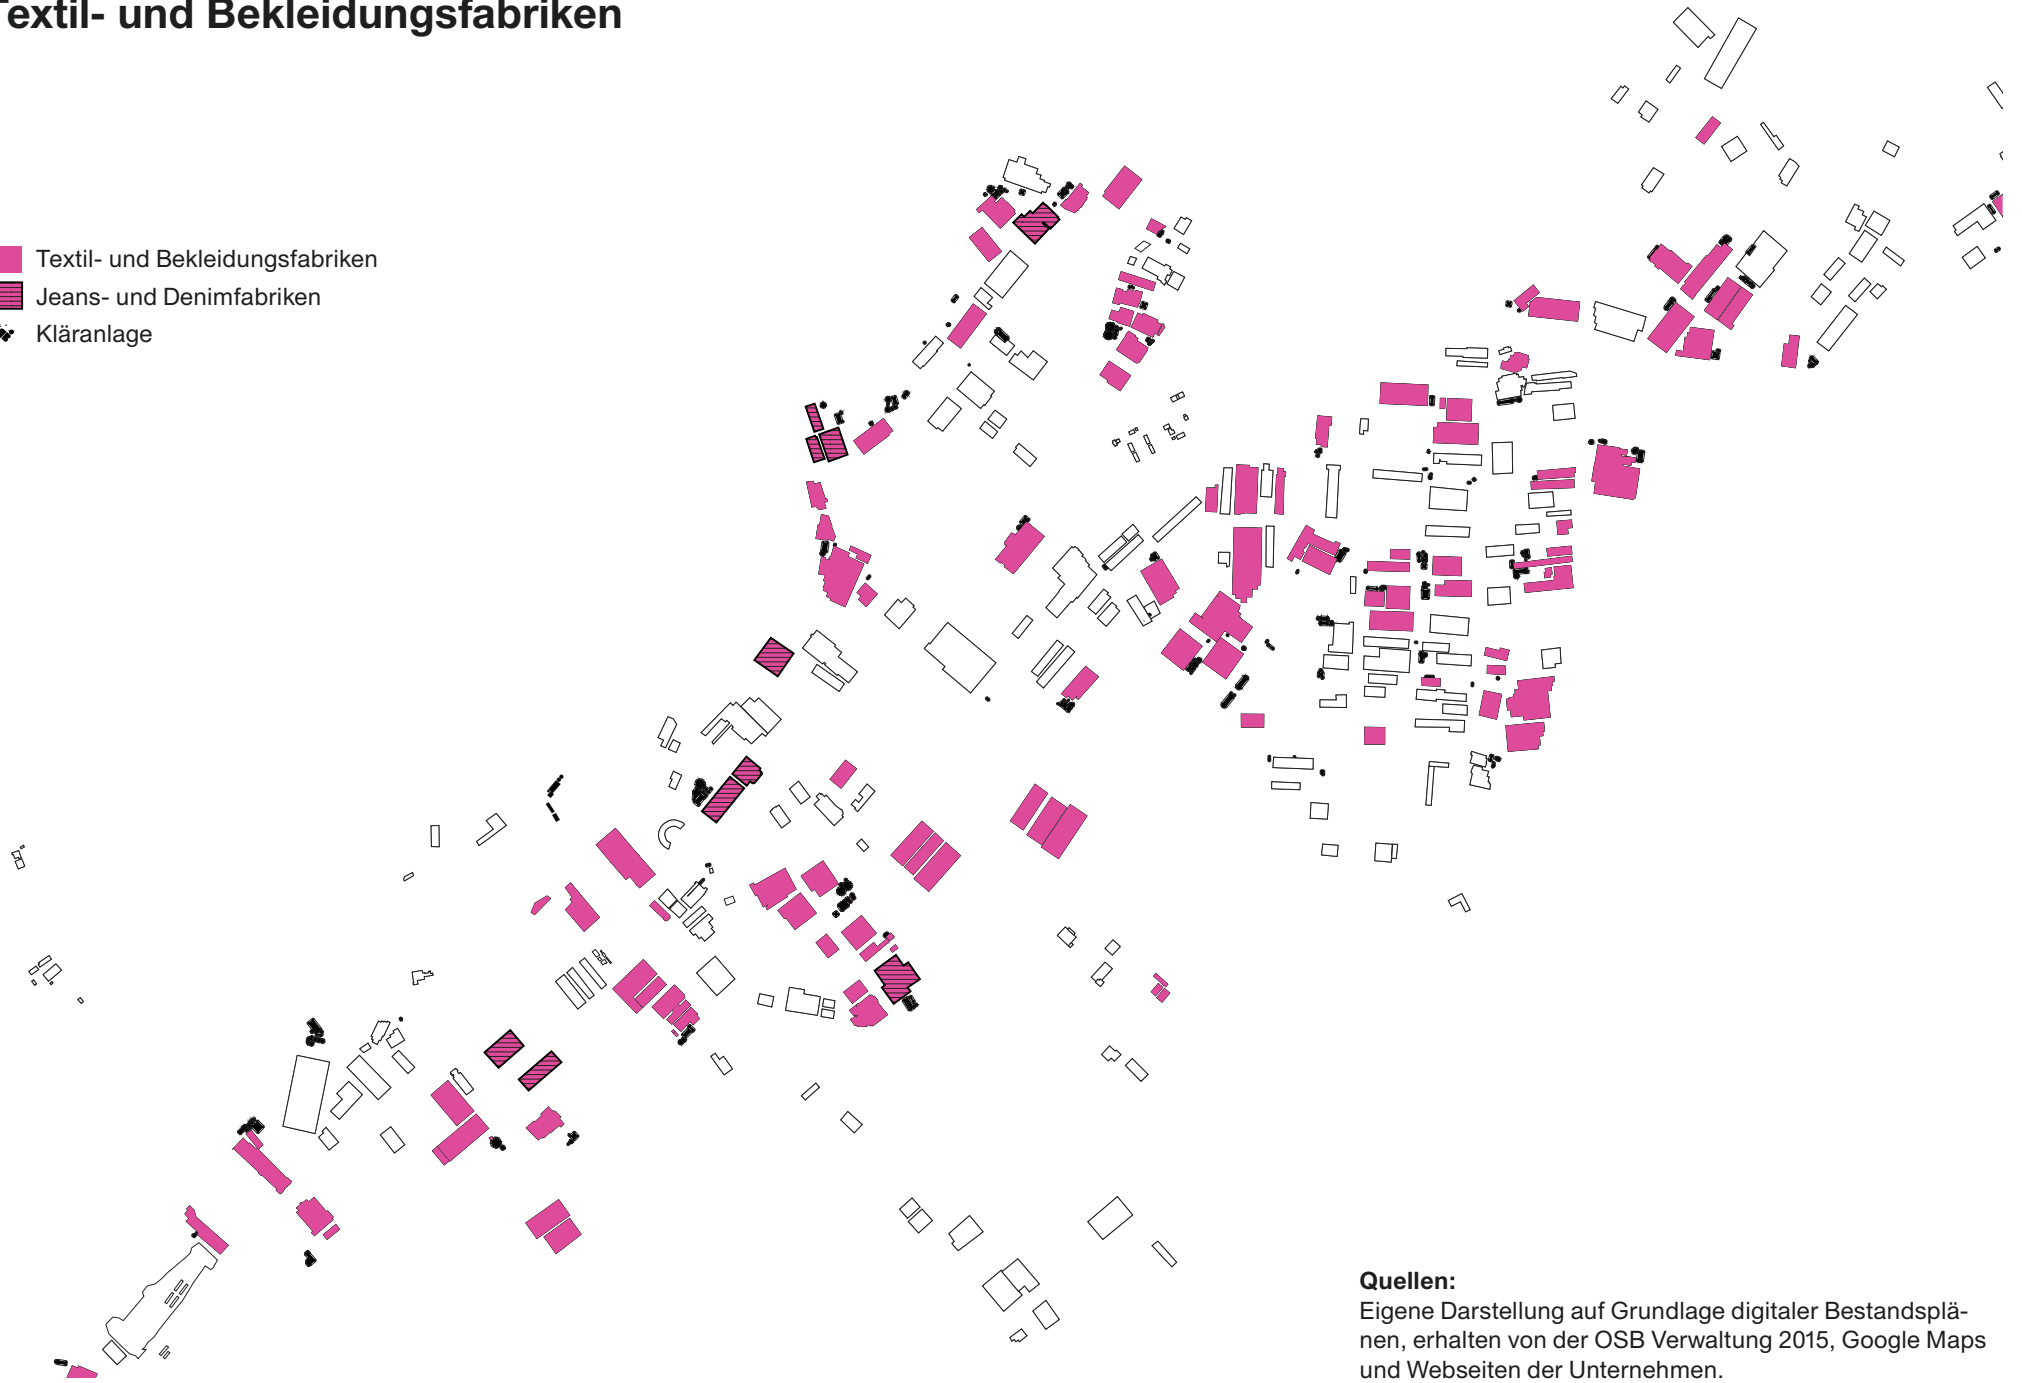 Textil- und Bekleidungsfabriken
Textil- und Bekleidungsfabriken
Jeans- und Denimfabriken
Kläranlage
Quellen:
Eigene Darstellung auf Grundlage digitaler Bestandsplä-
nen, erhalten von der OSB Verwaltung 2015, Google Maps
und Webseiten der Unternehmen.